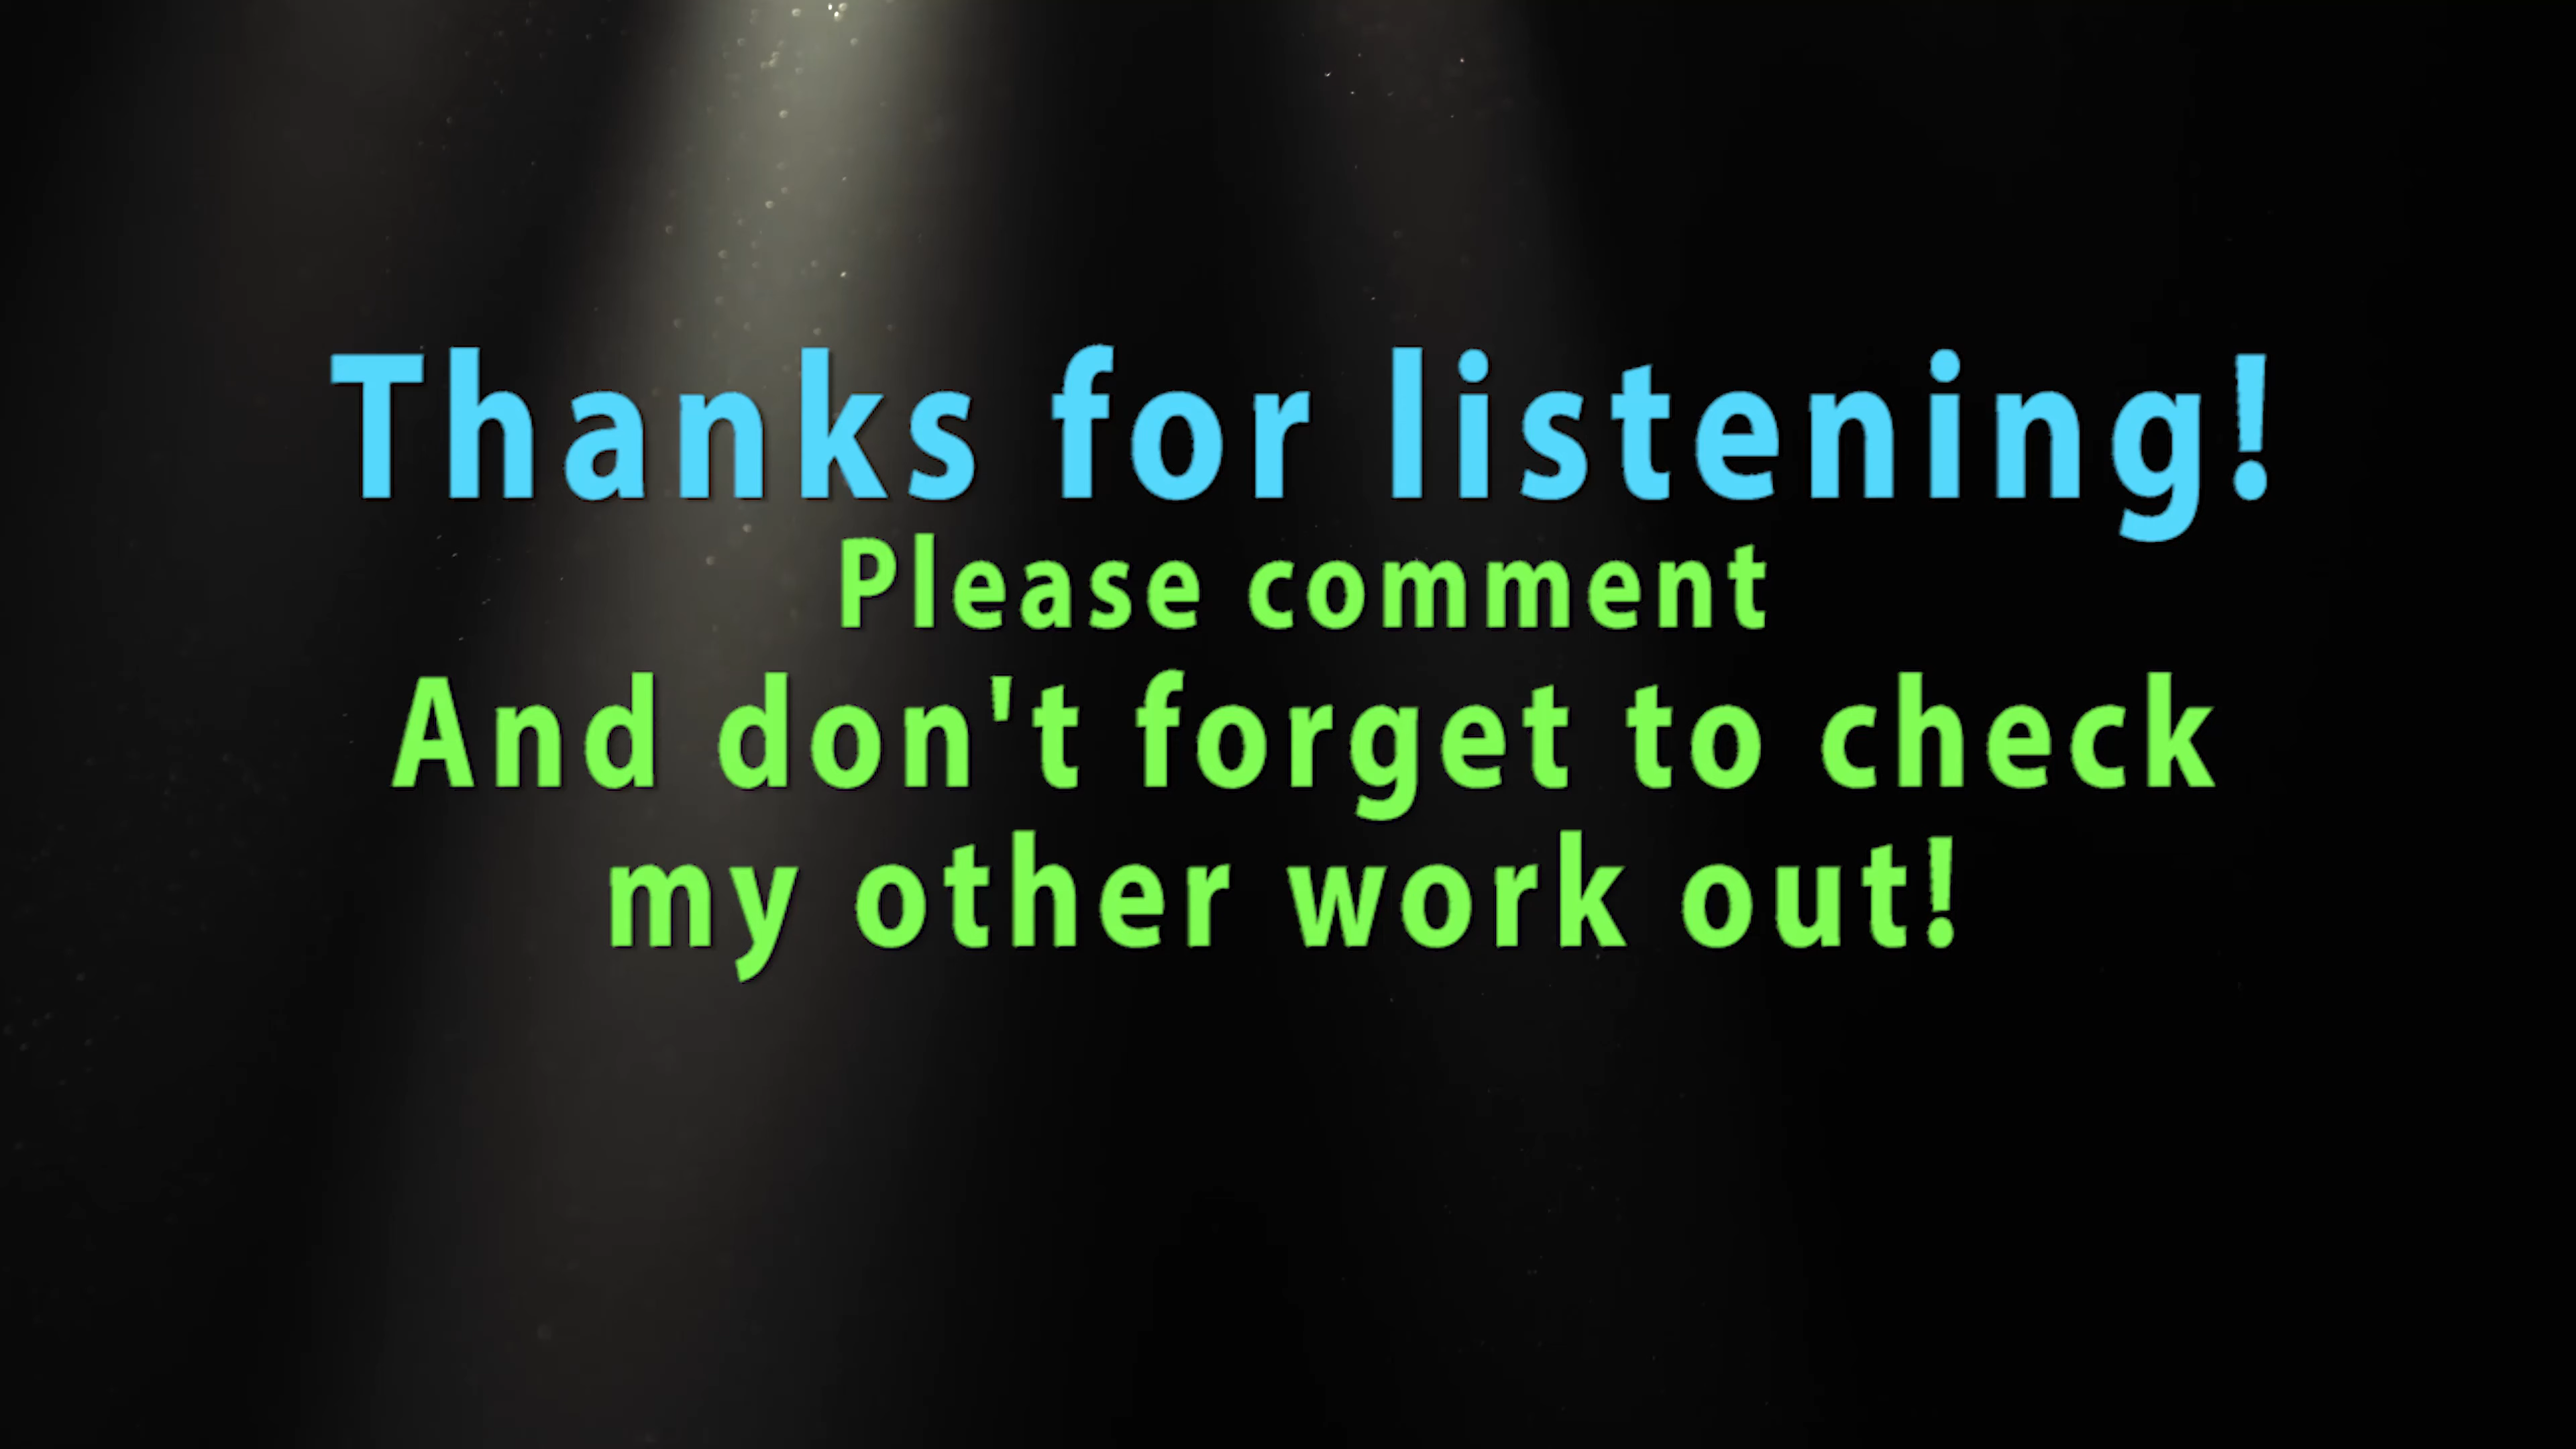 Thanks for listening!
Please comment
And don't forget to check
my other work out!